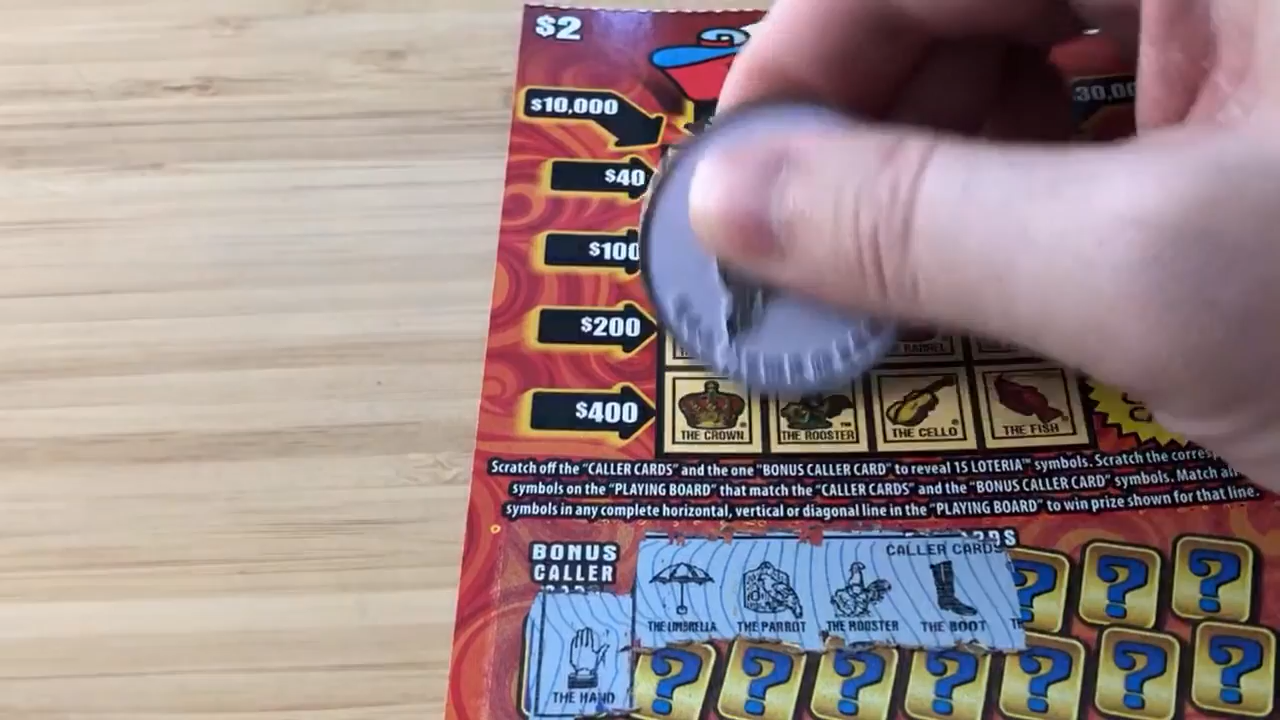 $2
$10,000
$40
$100
$200
$400
THE CROWN
THE ROOSTER™
THE CELLO
THE FISH
Scratch off the "CALLER CARDS" and the one "BONUS CALLER CARD" to reveal 15 LOTERIA™ symbols. Scratch the
symbols on the "PLAYING BOARD" that match the "CALLER CARDS" and the "BONUS CALLER CARD" symbols. Match
symbols in any complete horizontal, vertical or diagonal line in the "PLAYING BOARD" to win prize shown for that line.
BONUS
CALLER
CALLER CARDS
THE UMBRELLA
THE PARROT
THE ROOSTER
THE BOOT
THE HAND
? ? ?
? ? ? ? ? ? ?